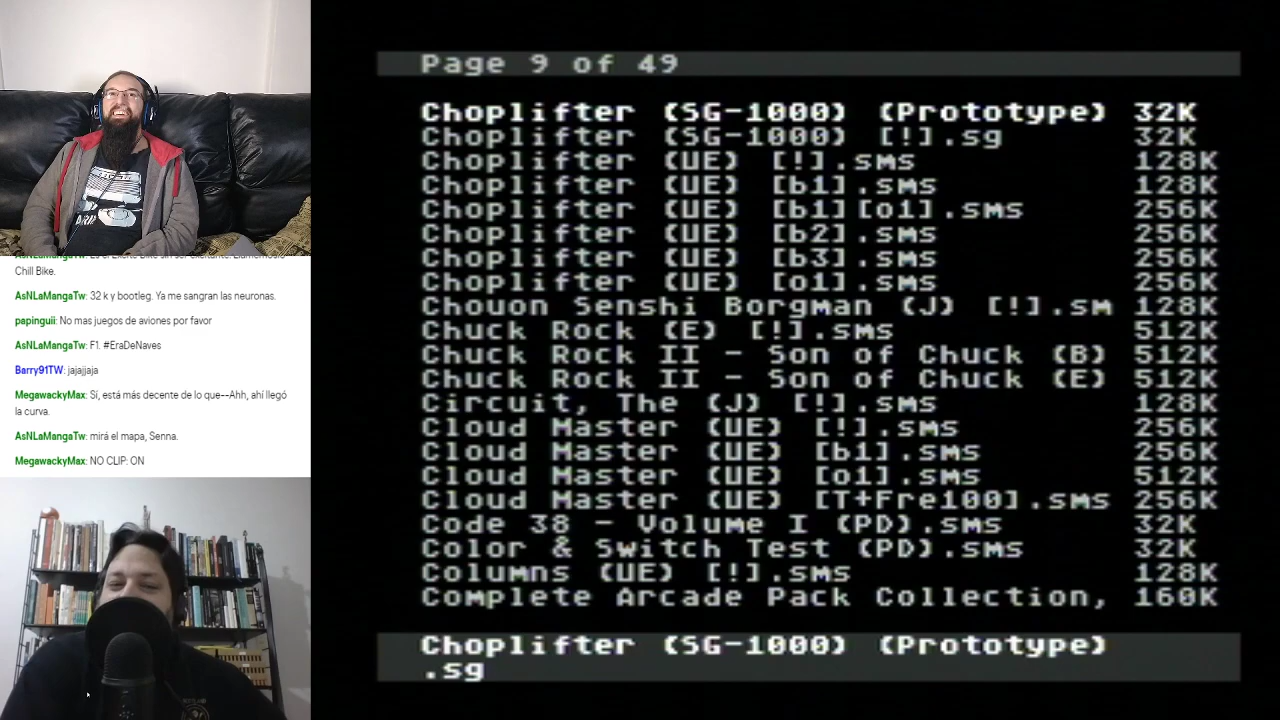 Chill Bike.
AsNLaMangaTw: 32 k y bootleg. Ya me sangran las neuronas.
papinguii: No mas juegos de aviones por favor
AsNLaMangaTw: F1. #EraDeNaves
Barry91TW: jajajjaja
MegawackyMax: Sí, está más decente de lo que--Ahh, ahí llegó
la curva.
AsNLaMangaTw: mirá el mapa, Senna.
MegawackyMax: NO CLIP: ON
Page 9 of 49
Choplifter (SG-1000) (Prototype) 32K
Choplifter (SG-1000) [!].sg 32K
Choplifter (UE) [!].sms 128K
Choplifter (UE) [b1].sms 128K
Choplifter (UE) [b1][o1].sms 256K
Choplifter (UE) [b2].sms 256K
Choplifter (UE) [b3].sms 256K
Choplifter (UE) [o1].sms 256K
Chouon Senshi Borgman (J) [!].sm 128K
Chuck Rock (E) [!].sms 512K
Chuck Rock II - Son of Chuck (B) 512K
Chuck Rock II - Son of Chuck (E) 512K
Circuit, The (J) [!].sms 128K
Cloud Master (UE) [!].sms 256K
Cloud Master (UE) [b1].sms 256K
Cloud Master (UE) [o1].sms 512K
Cloud Master (UE) [T+Fre100].sms 256K
Code 38 - Volume I (PD).sms 32K
Color & Switch Test (PD).sms 32K
Columns (UE) [!].sms 128K
Complete Arcade Pack Collection, 160K
Choplifter (SG-1000) (Prototype)
.sg